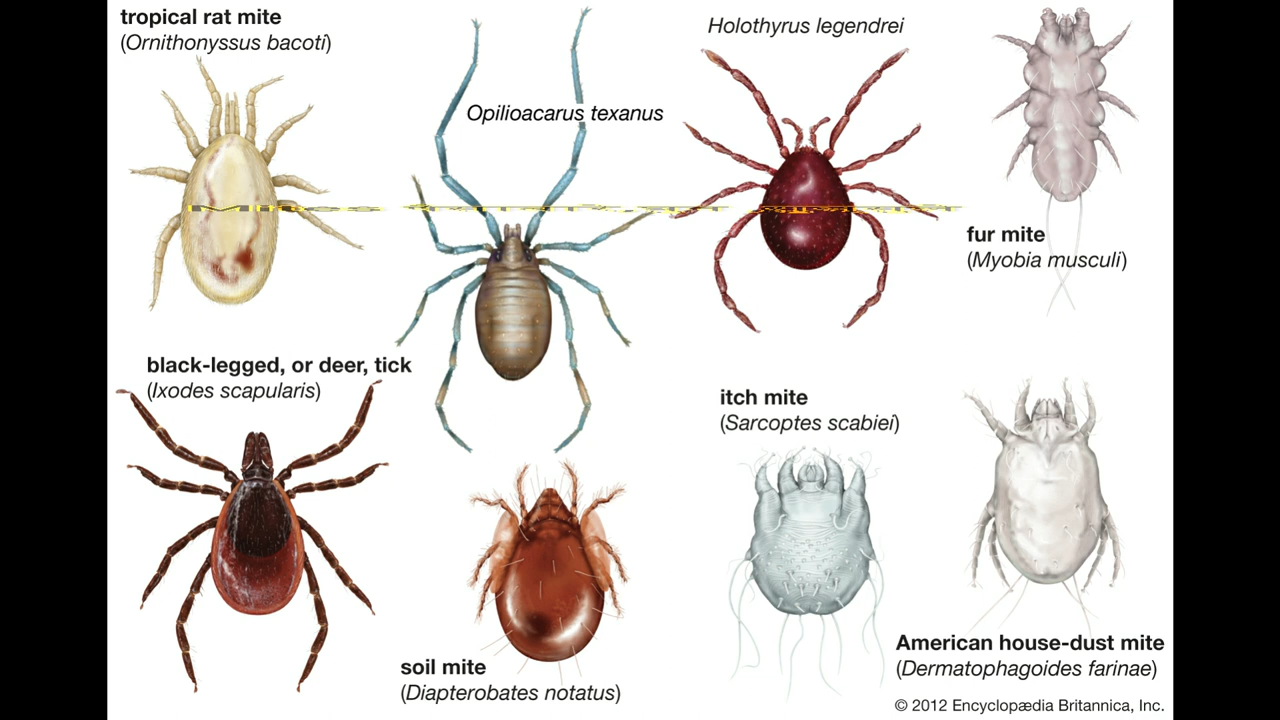 tropical rat mite
(Ornithonyssus bacoti)
Opilioacarus texanus
Holothyrus legendrei
fur mite
(Myobia musculi)
black-legged, or deer, tick
(Ixodes scapularis)
soil mite
(Diapterobates notatus)
itch mite
(Sarcoptes scabiei)
American house-dust mite
(Dermatophagoides farinae)
© 2012 Encyclopædia Britannica, Inc.